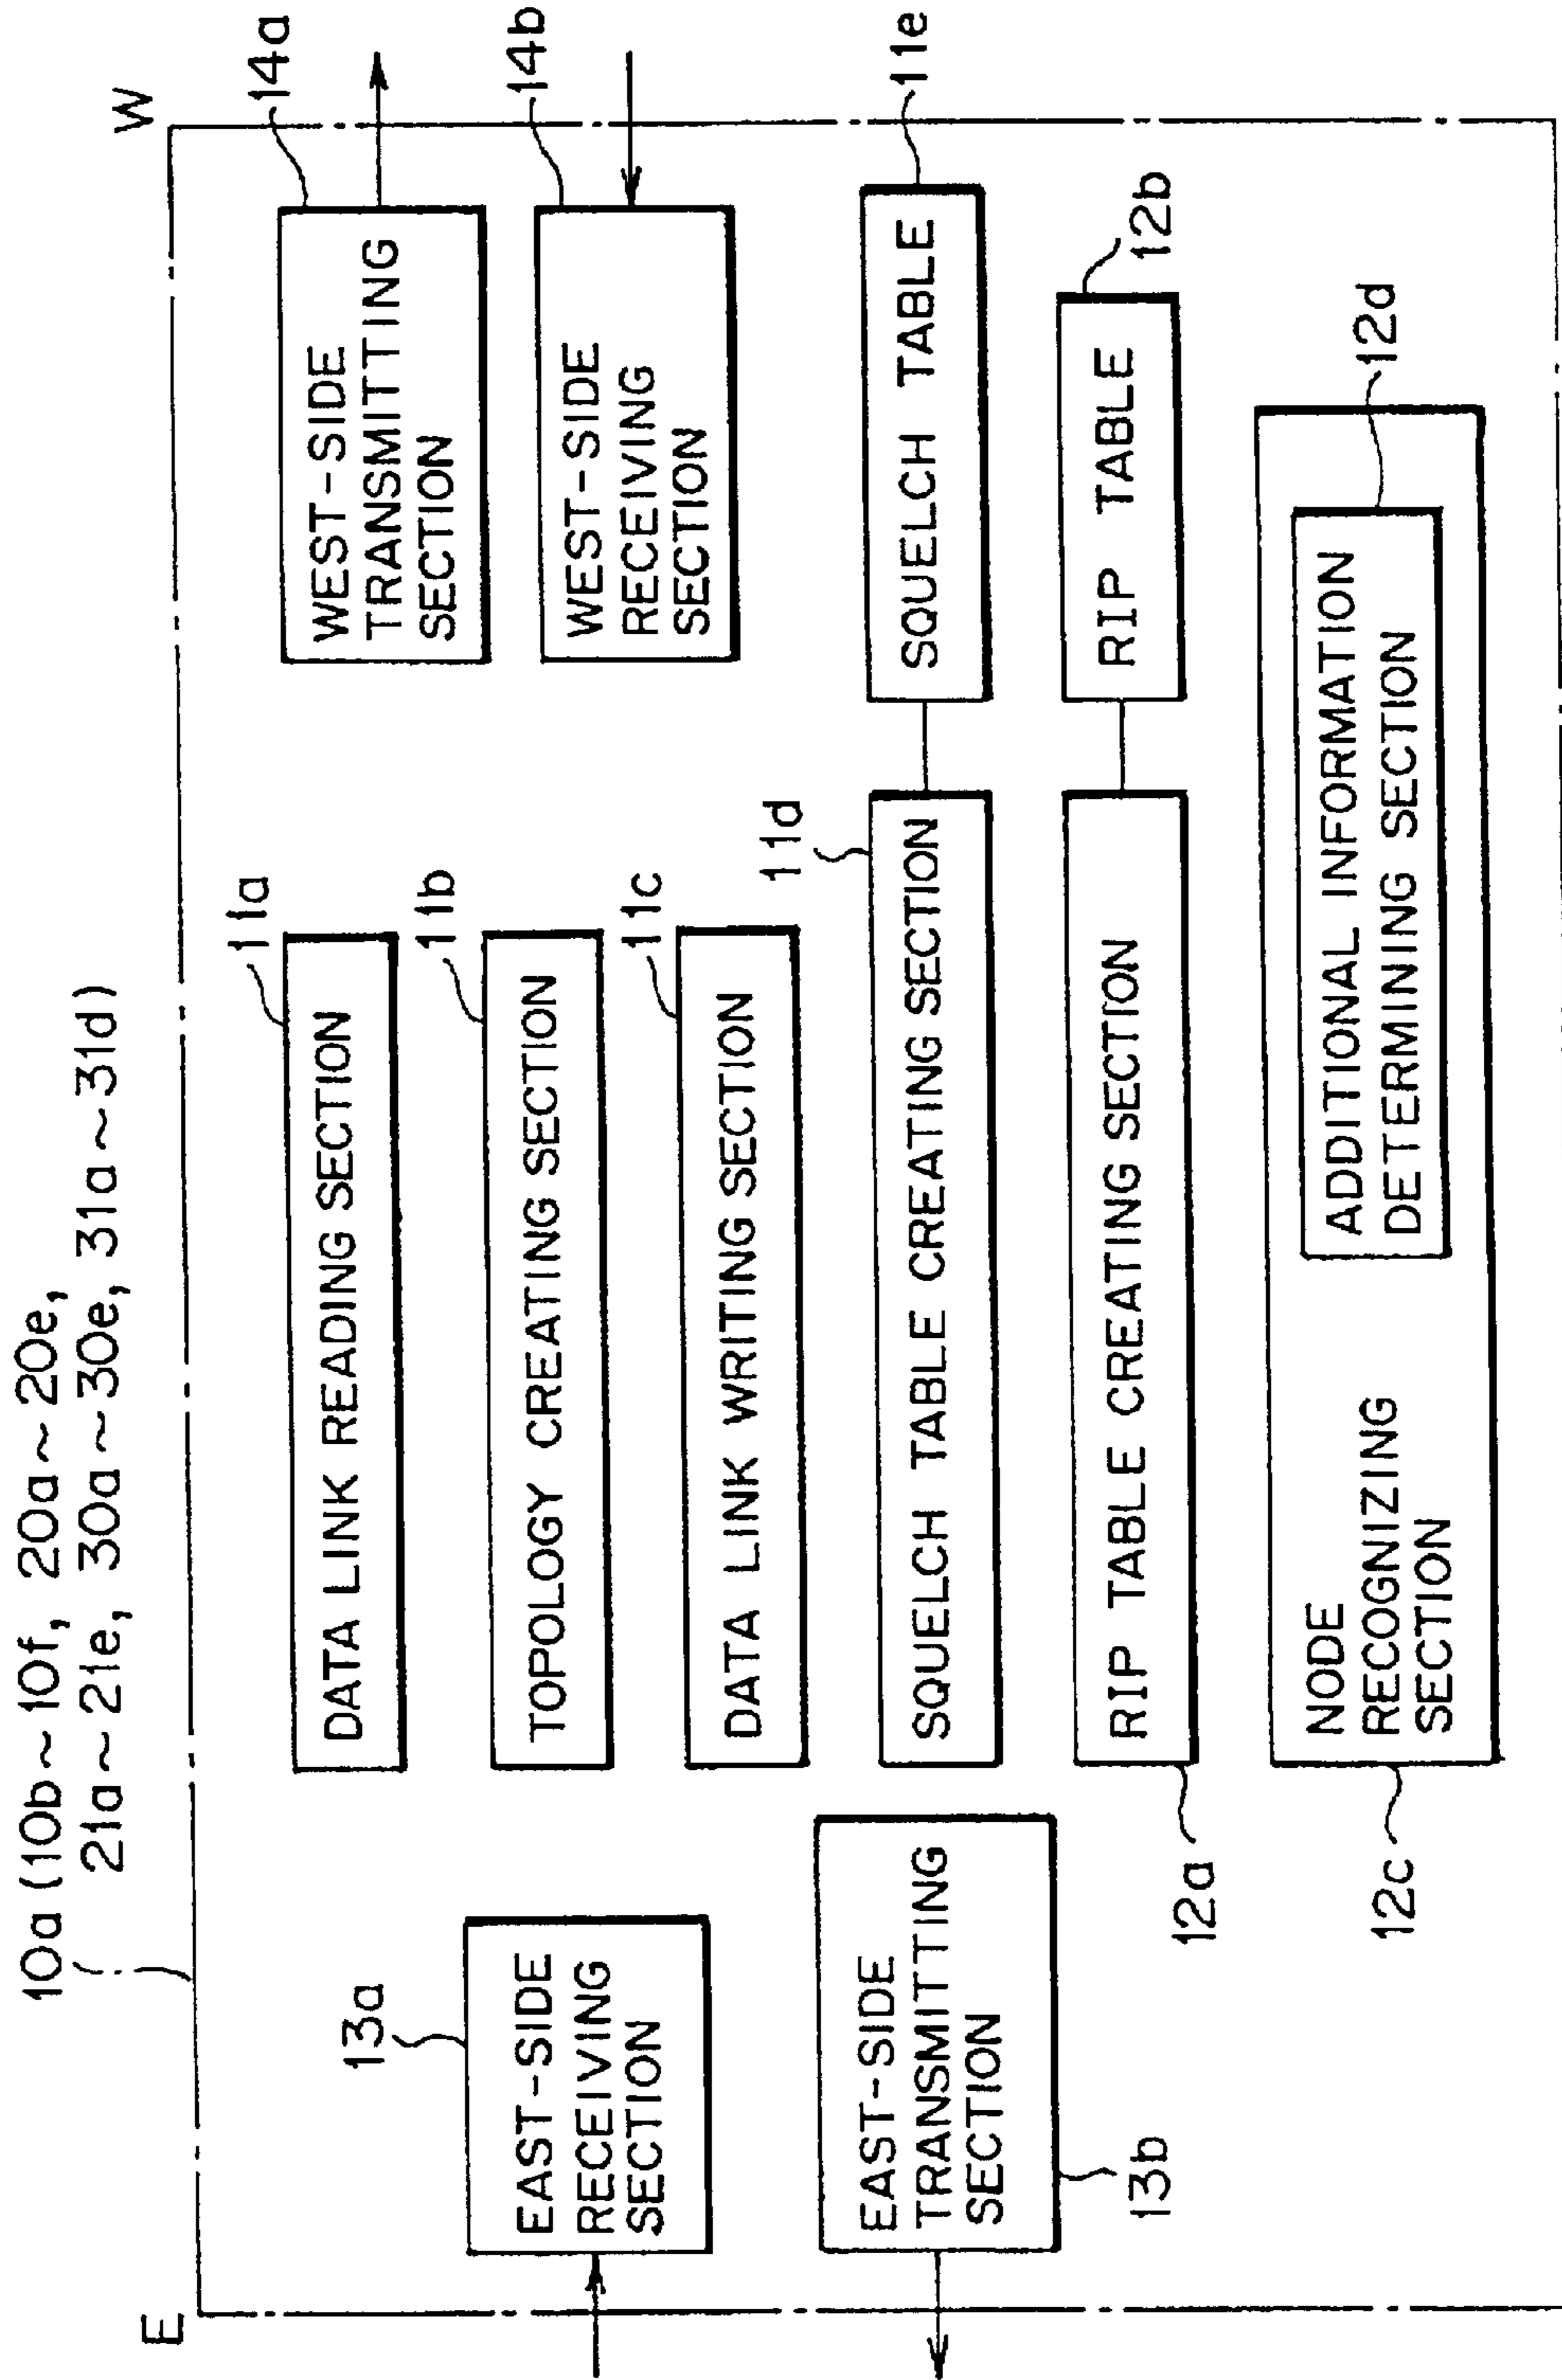 10a (10b~10f, 20a~20e,
21a~21e, 30a~30e, 31a~31d)
E
W
13a
EAST-SIDE
RECEIVING
SECTION
EAST-SIDE
TRANSMITTING
SECTION
13b
11a
DATA LINK READING SECTION
11b
TOPOLOGY CREATING SECTION
11c
DATA LINK WRITING SECTION
11d
SQUELCH TABLE CREATING SECTION
SQUELCH TABLE
11e
RIP TABLE CREATING SECTION
12a
RIP TABLE
12b
NODE
RECOGNIZING
SECTION
12c
ADDITIONAL INFORMATION
DETERMINING SECTION
12d
WEST-SIDE
TRANSMITTING
SECTION
14a
WEST-SIDE
RECEIVING
SECTION
14b